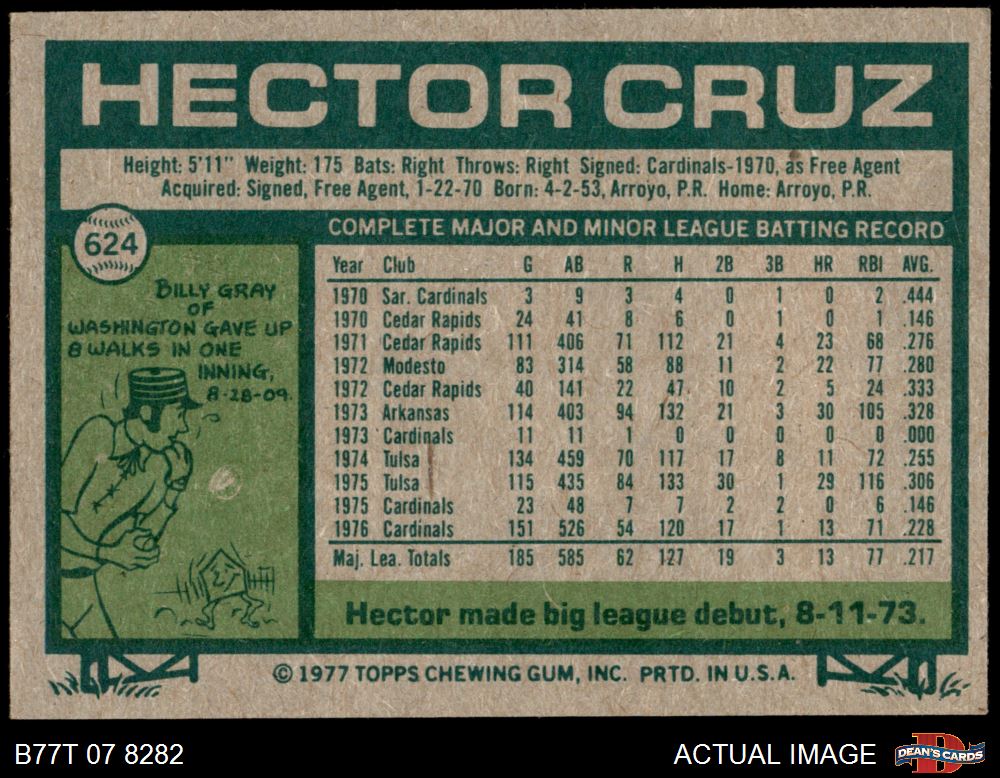 HECTOR CRUZ
Height: 5'11" Weight: 175 Bats: Right Throws: Right Signed: Cardinals-1970, as Free Agent
Acquired: Signed, Free Agent, 1-22-70 Born: 4-2-53, Arroyo, P.R. Home: Arroyo, P.R.
624
BILLY GRAY
OF
WASHINGTON GAVE UP
8 WALKS IN ONE
INNING,
8-28-09.
COMPLETE MAJOR AND MINOR LEAGUE BATTING RECORD
Year Club G AB R H 2B 3B HR RBI AVG.
1970 Sar. Cardinals 3 9 3 4 0 1 0 2 .444
1970 Cedar Rapids 24 41 8 6 0 1 0 1 .146
1971 Cedar Rapids 111 406 71 112 21 4 23 68 .276
1972 Modesto 83 314 58 88 11 2 22 77 .280
1972 Cedar Rapids 40 141 22 47 10 2 5 24 .333
1973 Arkansas 114 403 94 132 21 3 30 105 .328
1973 Cardinals 11 11 1 0 0 0 0 0 .000
1974 Tulsa 134 459 70 117 17 8 11 72 .255
1975 Tulsa 115 435 84 133 30 1 29 116 .306
1975 Cardinals 23 48 7 7 2 2 0 6 .146
1976 Cardinals 151 526 54 120 17 1 13 71 .228
Maj. Lea. Totals 185 585 62 127 19 3 13 77 .217
Hector made big league debut, 8-11-73.
© 1977 TOPPS CHEWING GUM, INC. PRTD. IN U.S.A.
B77T 07 8282
ACTUAL IMAGE
D
DEAN'S CARDS